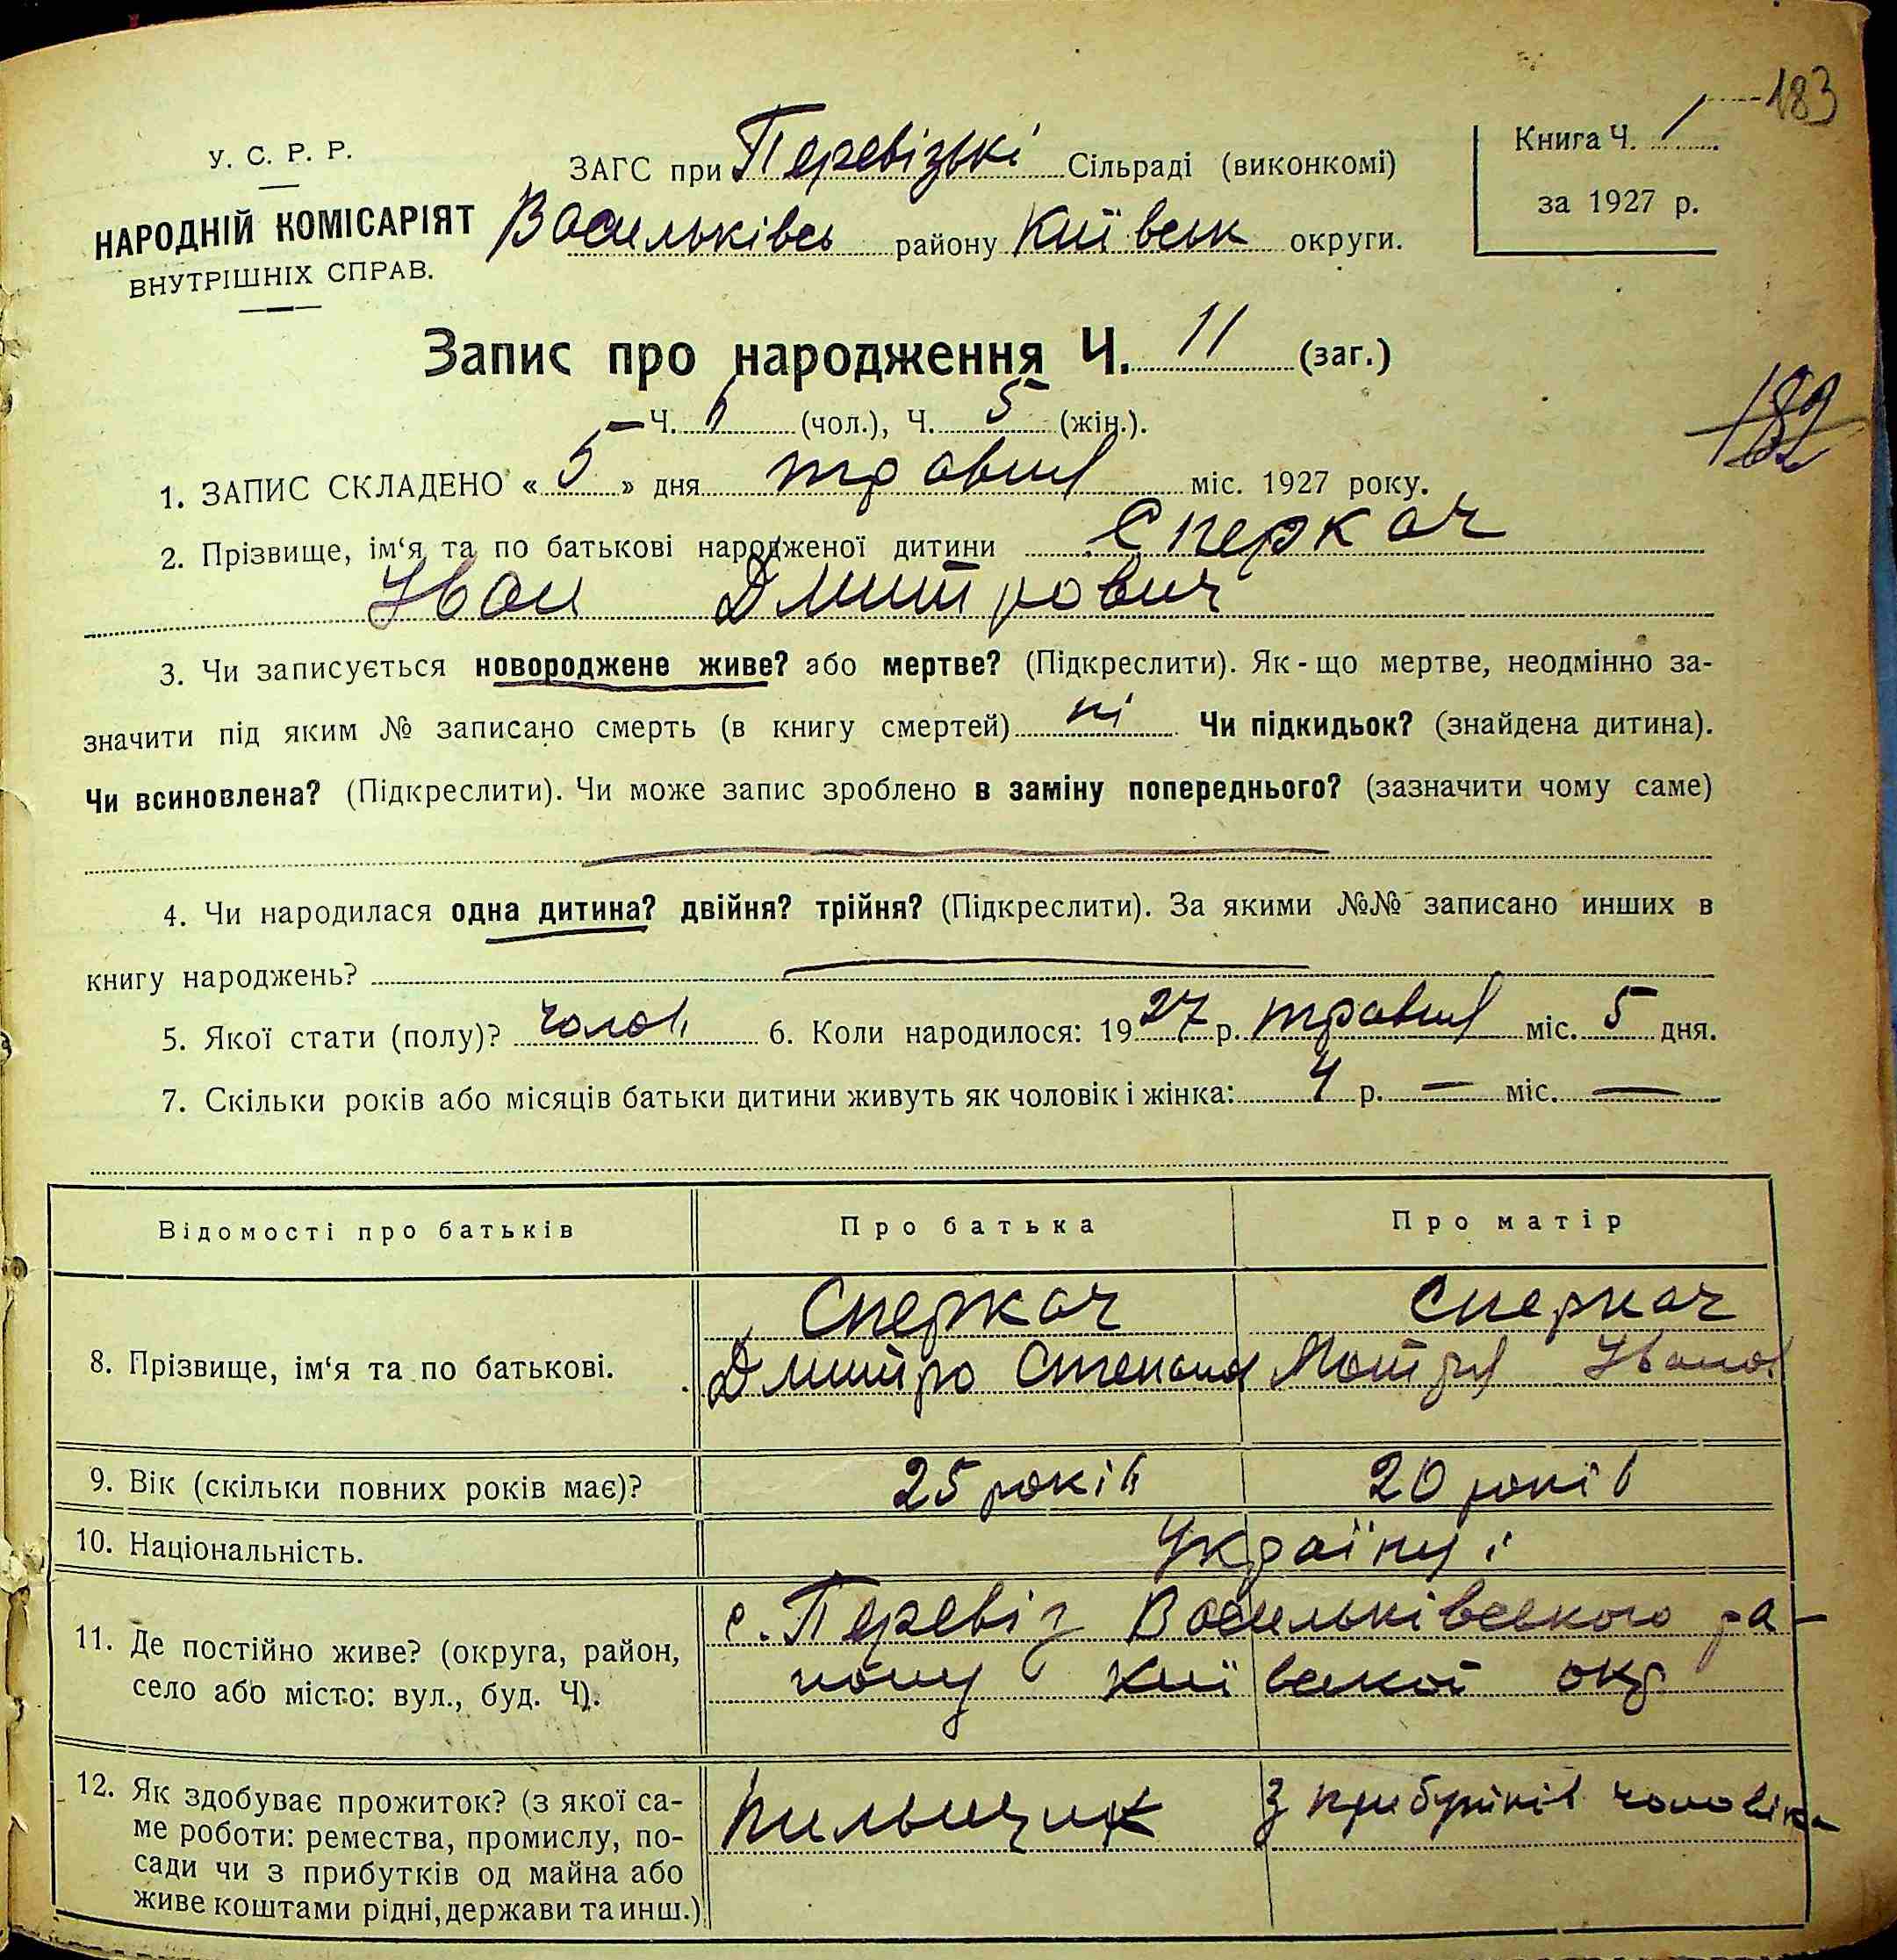 183
У. С. Р. Р.
НАРОДНІЙ КОМІСАРІЯТ
ВНУТРІШНІХ СПРАВ.
ЗАГС при Перевізькі Сільраді (виконкомі)
Васильківсь району Київськ округи.
Книга Ч. 1
за 1927 р.
Запис про народження Ч. 11 (заг.)
Ч. 6 (чол.), Ч. 5 (жін.).
1. ЗАПИС СКЛАДЕНО « 5 » дня травня міс. 1927 року.
2. Прізвище, ім‘я та по батькові народженої дитини Сперкач
Іван Дмитрович
3. Чи записується новороджене живе? або мертве? (Підкреслити). Як-що мертве, неодмінно за-
значити під яким № записано смерть (в книгу смертей) ні Чи підкидьок? (знайдена дитина).
Чи всиновлена? (Підкреслити). Чи може запис зроблено в заміну попереднього? (зазначити чому саме)
4. Чи народилася одна дитина? двійня? трійня? (Підкреслити). За якими №№ записано инших в
книгу народжень?
5. Якої стати (полу)? чолов. 6. Коли народилося: 1927 р. травня міс. 5 дня.
7. Скільки років або місяців батьки дитини живуть як чоловік і жінка: 4 р. — міс. —
Відомості про батьків Про батька Про матір
Сперкач Сперкач
8. Прізвище, ім‘я та по батькові. Дмитро Степанов Мотря Іванов
9. Вік (скільки повних років має)? 25 років 20 років
10. Національність. Українці
11. Де постійно живе? (округа, район,
село або місто: вул., буд. Ч).
с. Перевіз Васильківського ра-
йону Київської окр
12. Як здобуває прожиток? (з якої са-
ме роботи: ремества, промислу, по-
сади чи з прибутків од майна або
живе коштами рідні, держави та инш.)
Пильщик з прибутків чоловіка